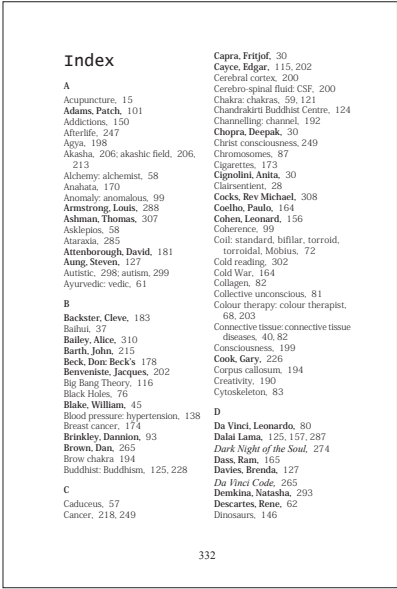 Index
A
Acupuncture, 15
Adams, Patch, 101
Addictions, 150
Afterlife, 247
Agya, 198
Akasha, 206; akashic field, 206,
213
Alchemy: alchemist, 58
Anahata, 170
Anomaly: anomalous, 99
Armstrong, Louis, 288
Ashman, Thomas, 307
Asklepios, 58
Ataraxia, 285
Attenborough, David, 181
Aung, Steven, 127
Autistic, 298; autism, 299
Ayurvedic: vedic, 61
B
Backster, Cleve, 183
Baihui, 37
Bailey, Alice, 310
Barth, John, 215
Beck, Don: Beck's 178
Benveniste, Jacques, 202
Big Bang Theory, 116
Black Holes, 76
Blake, William, 45
Blood pressure: hypertension, 138
Breast cancer, 174
Brinkley, Dannion, 93
Brown, Dan, 265
Brow chakra 194
Buddhist: Buddhism, 125, 228
C
Caduceus, 57
Cancer, 218, 249
Capra, Fritjof, 30
Cayce, Edgar, 115, 202
Cerebral cortex, 200
Cerebro-spinal fluid: CSF, 200
Chakra: chakras, 59, 121
Chandrakirti Buddhist Centre, 124
Channelling: channel, 192
Chopra, Deepak, 30
Christ consciousness, 249
Chromosomes, 87
Cigarettes, 173
Cignolini, Anita, 30
Clairsentient, 28
Cocks, Rev Michael, 308
Coelho, Paulo, 164
Cohen, Leonard, 156
Coherence, 99
Coil: standard, bifilar, torroid,
torroidal, Möbius, 72
Cold reading, 302
Cold War, 164
Collagen, 82
Collective unconscious, 81
Colour therapy: colour therapist,
68, 203
Connective tissue: connective tissue
diseases, 40, 82
Consciousness, 199
Cook, Gary, 226
Corpus collosum, 194
Creativity, 190
Cytoskeleton, 83
D
Da Vinci, Leonardo, 80
Dalai Lama, 125, 157, 287
Dark Night of the Soul, 274
Dass, Ram, 165
Davies, Brenda, 127
Da Vinci Code, 265
Demkina, Natasha, 293
Descartes, Rene, 62
Dinosaurs, 146
332